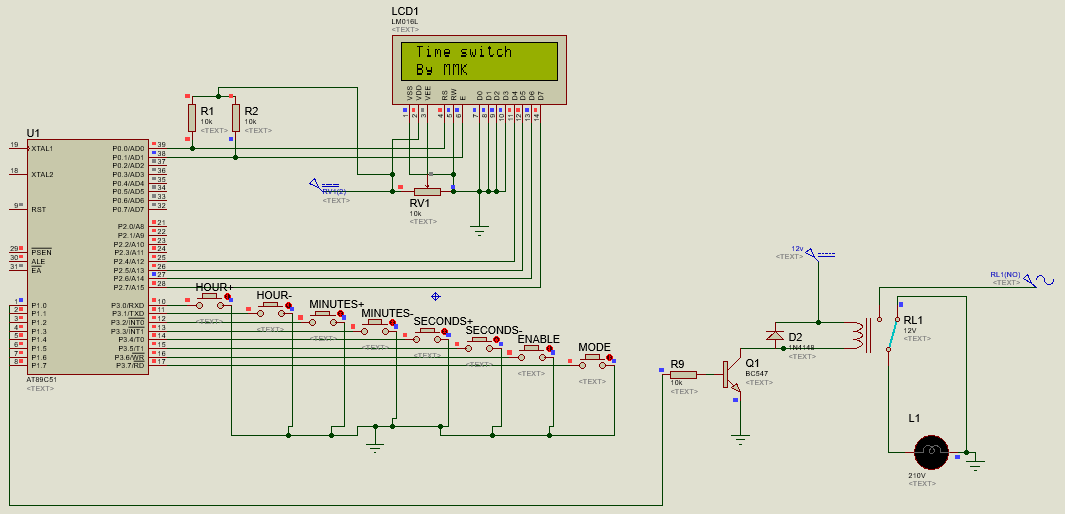 LCD1
LM016L
<TEXT>
Time switch
By MMK
VSS
VDD
VEE
RS
RW
E
D0
D1
D2
D3
D4
D5
D6
D7
1
2
3
4
5
6
7
8
9
10
11
12
13
14
R1
10k
<TEXT>
R2
10k
<TEXT>
U1
19 XTAL1
18 XTAL2
9 RST
29 PSEN
30 ALE
31 EA
1 P1.0
2 P1.1
3 P1.2
4 P1.3
5 P1.4
6 P1.5
7 P1.6
8 P1.7
P0.0/AD0 39
P0.1/AD1 38
P0.2/AD2 37
P0.3/AD3 36
P0.4/AD4 35
P0.5/AD5 34
P0.6/AD6 33
P0.7/AD7 32
P2.0/A8 21
P2.1/A9 22
P2.2/A10 23
P2.3/A11 24
P2.4/A12 25
P2.5/A13 26
P2.6/A14 27
P2.7/A15 28
P3.0/RXD 10
P3.1/TXD 11
P3.2/INT0 12
P3.3/INT1 13
P3.4/T0 14
P3.5/T1 15
P3.6/WR 16
P3.7/RD 17
AT89C51
<TEXT>
RV1(2)
<TEXT>
RV1
10k
<TEXT>
HOUR+
<TEXT>
HOUR-
<TEXT>
MINUTES+
<TEXT>
MINUTES-
<TEXT>
SECONDS+
<TEXT>
SECONDS-
<TEXT>
ENABLE
<TEXT>
MODE
<TEXT>
R9
10k
<TEXT>
Q1
BC547
<TEXT>
D2
1N4148
<TEXT>
12v
<TEXT>
RL1(NO)
<TEXT>
RL1
12V
<TEXT>
L1
210V
<TEXT>